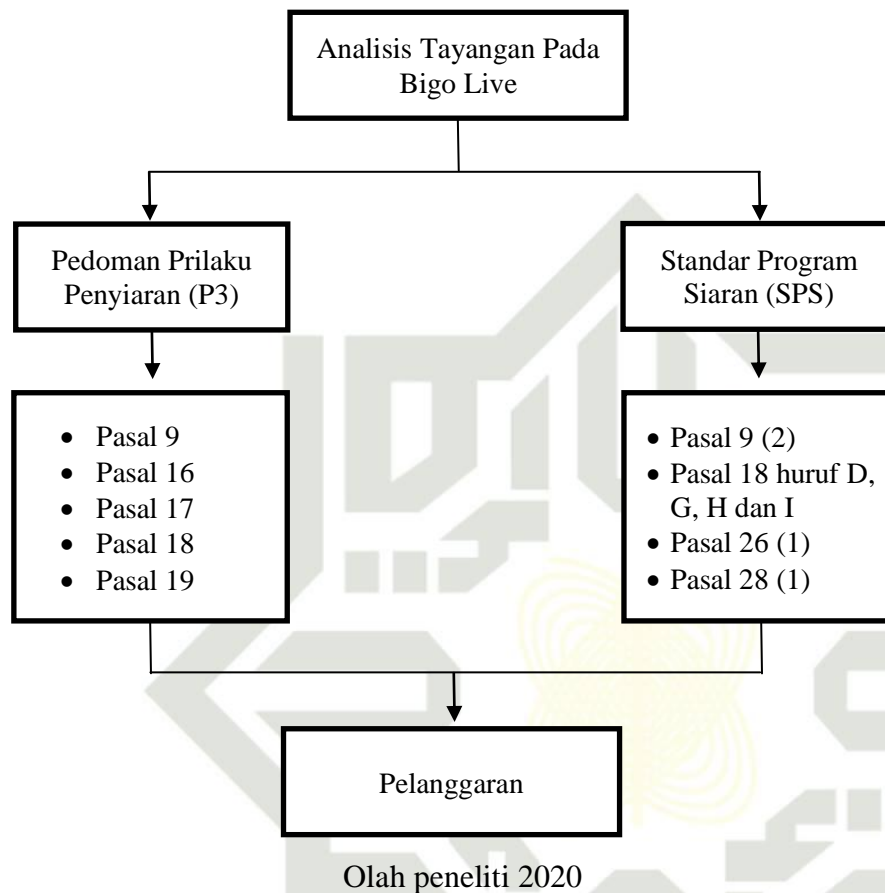 Analisis Tayangan Pada
Bigo Live
Pedoman Prilaku
Penyiaran (P3)
Standar Program
Siaran (SPS)
• Pasal 9
• Pasal 16
• Pasal 17
• Pasal 18
• Pasal 19
• Pasal 9 (2)
• Pasal 18 huruf D,
G, H dan I
• Pasal 26 (1)
• Pasal 28 (1)
Pelanggaran
Olah peneliti 2020